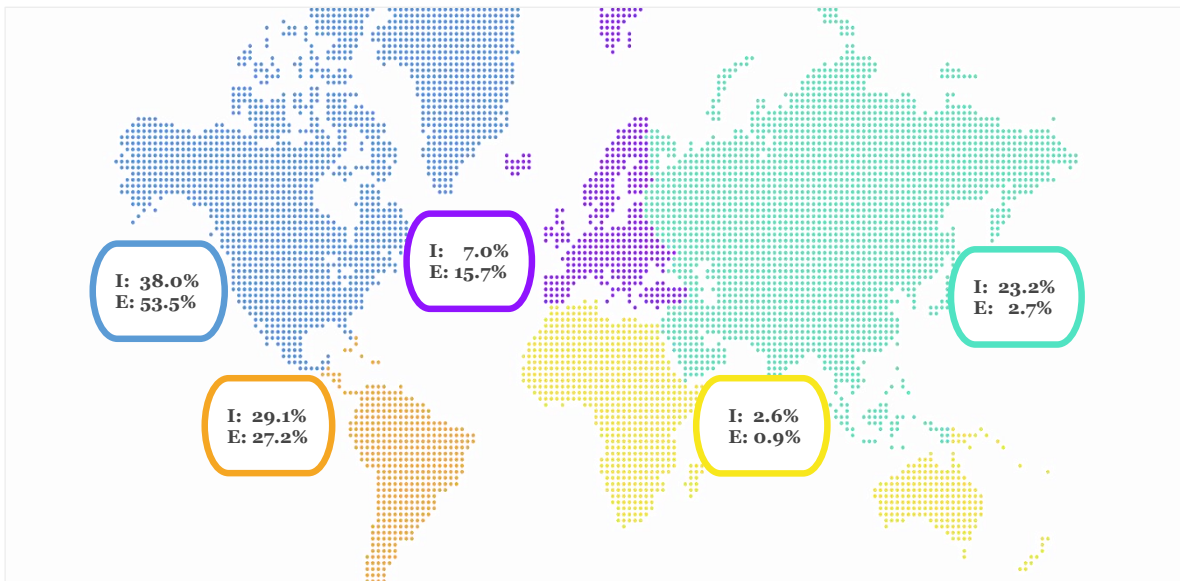 I: 7.0%
E: 15.7%
I: 38.0%
E: 53.5%
I: 23.2%
E: 2.7%
I: 29.1%
E: 27.2%
I: 2.6%
E: 0.9%